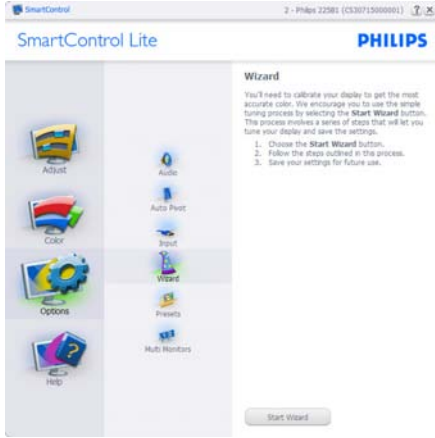 SmartControl
2 - Philips 225B1 (CS30715000001)
SmartControl Lite
PHILIPS
Adjust
Color
Options
Help
Audio
Auto Pivot
Input
Wizard
Presets
Multi Monitors
Wizard
You'll need to calibrate your display to get the most
accurate color. We encourage you to use the simple
tuning process by selecting the Start Wizard button.
This process involves a series of steps that will let you
tune your display and save the settings.
1. Choose the Start Wizard button.
2. Follow the steps outlined in this process.
3. Save your settings for future use.
Start Wizard